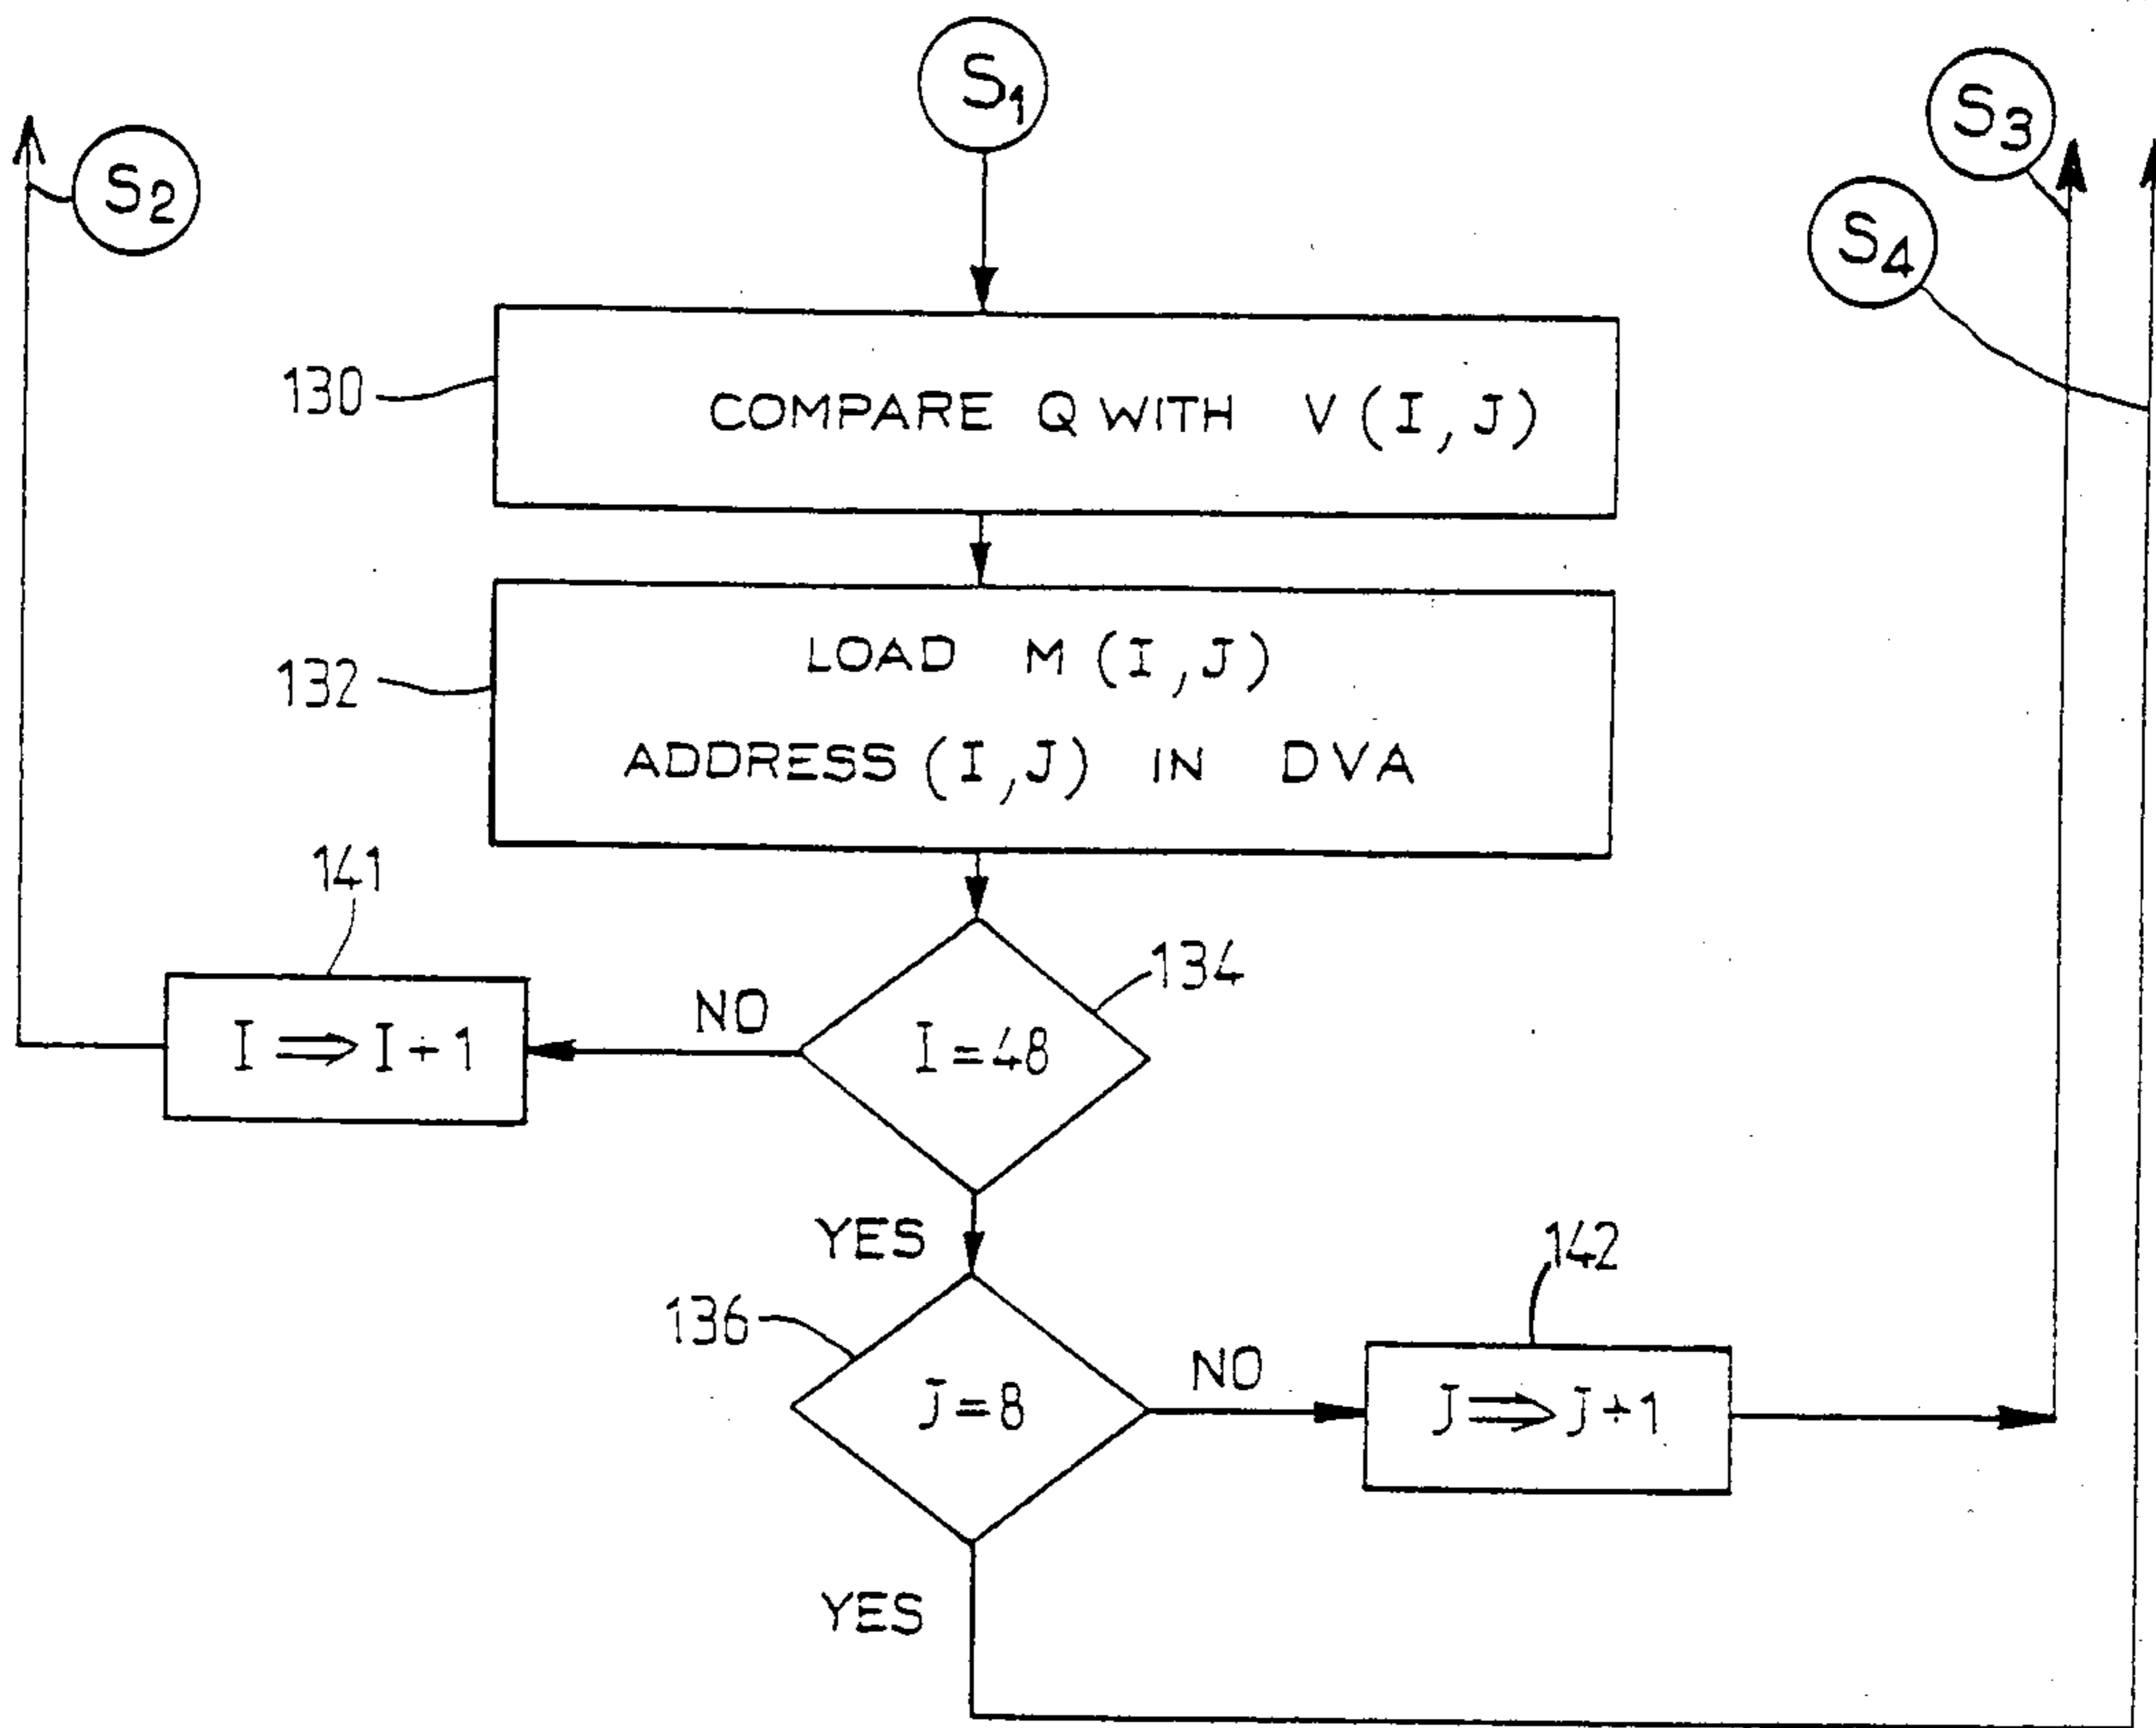 S1
S2
S3
S4
130
COMPARE Q WITH V(I,J)
132
LOAD M(I,J)
ADDRESS(I,J) IN DVA
141
134
I⇒I+1
NO
I=48
YES
142
136
NO
J=8
J⇒J+1
YES